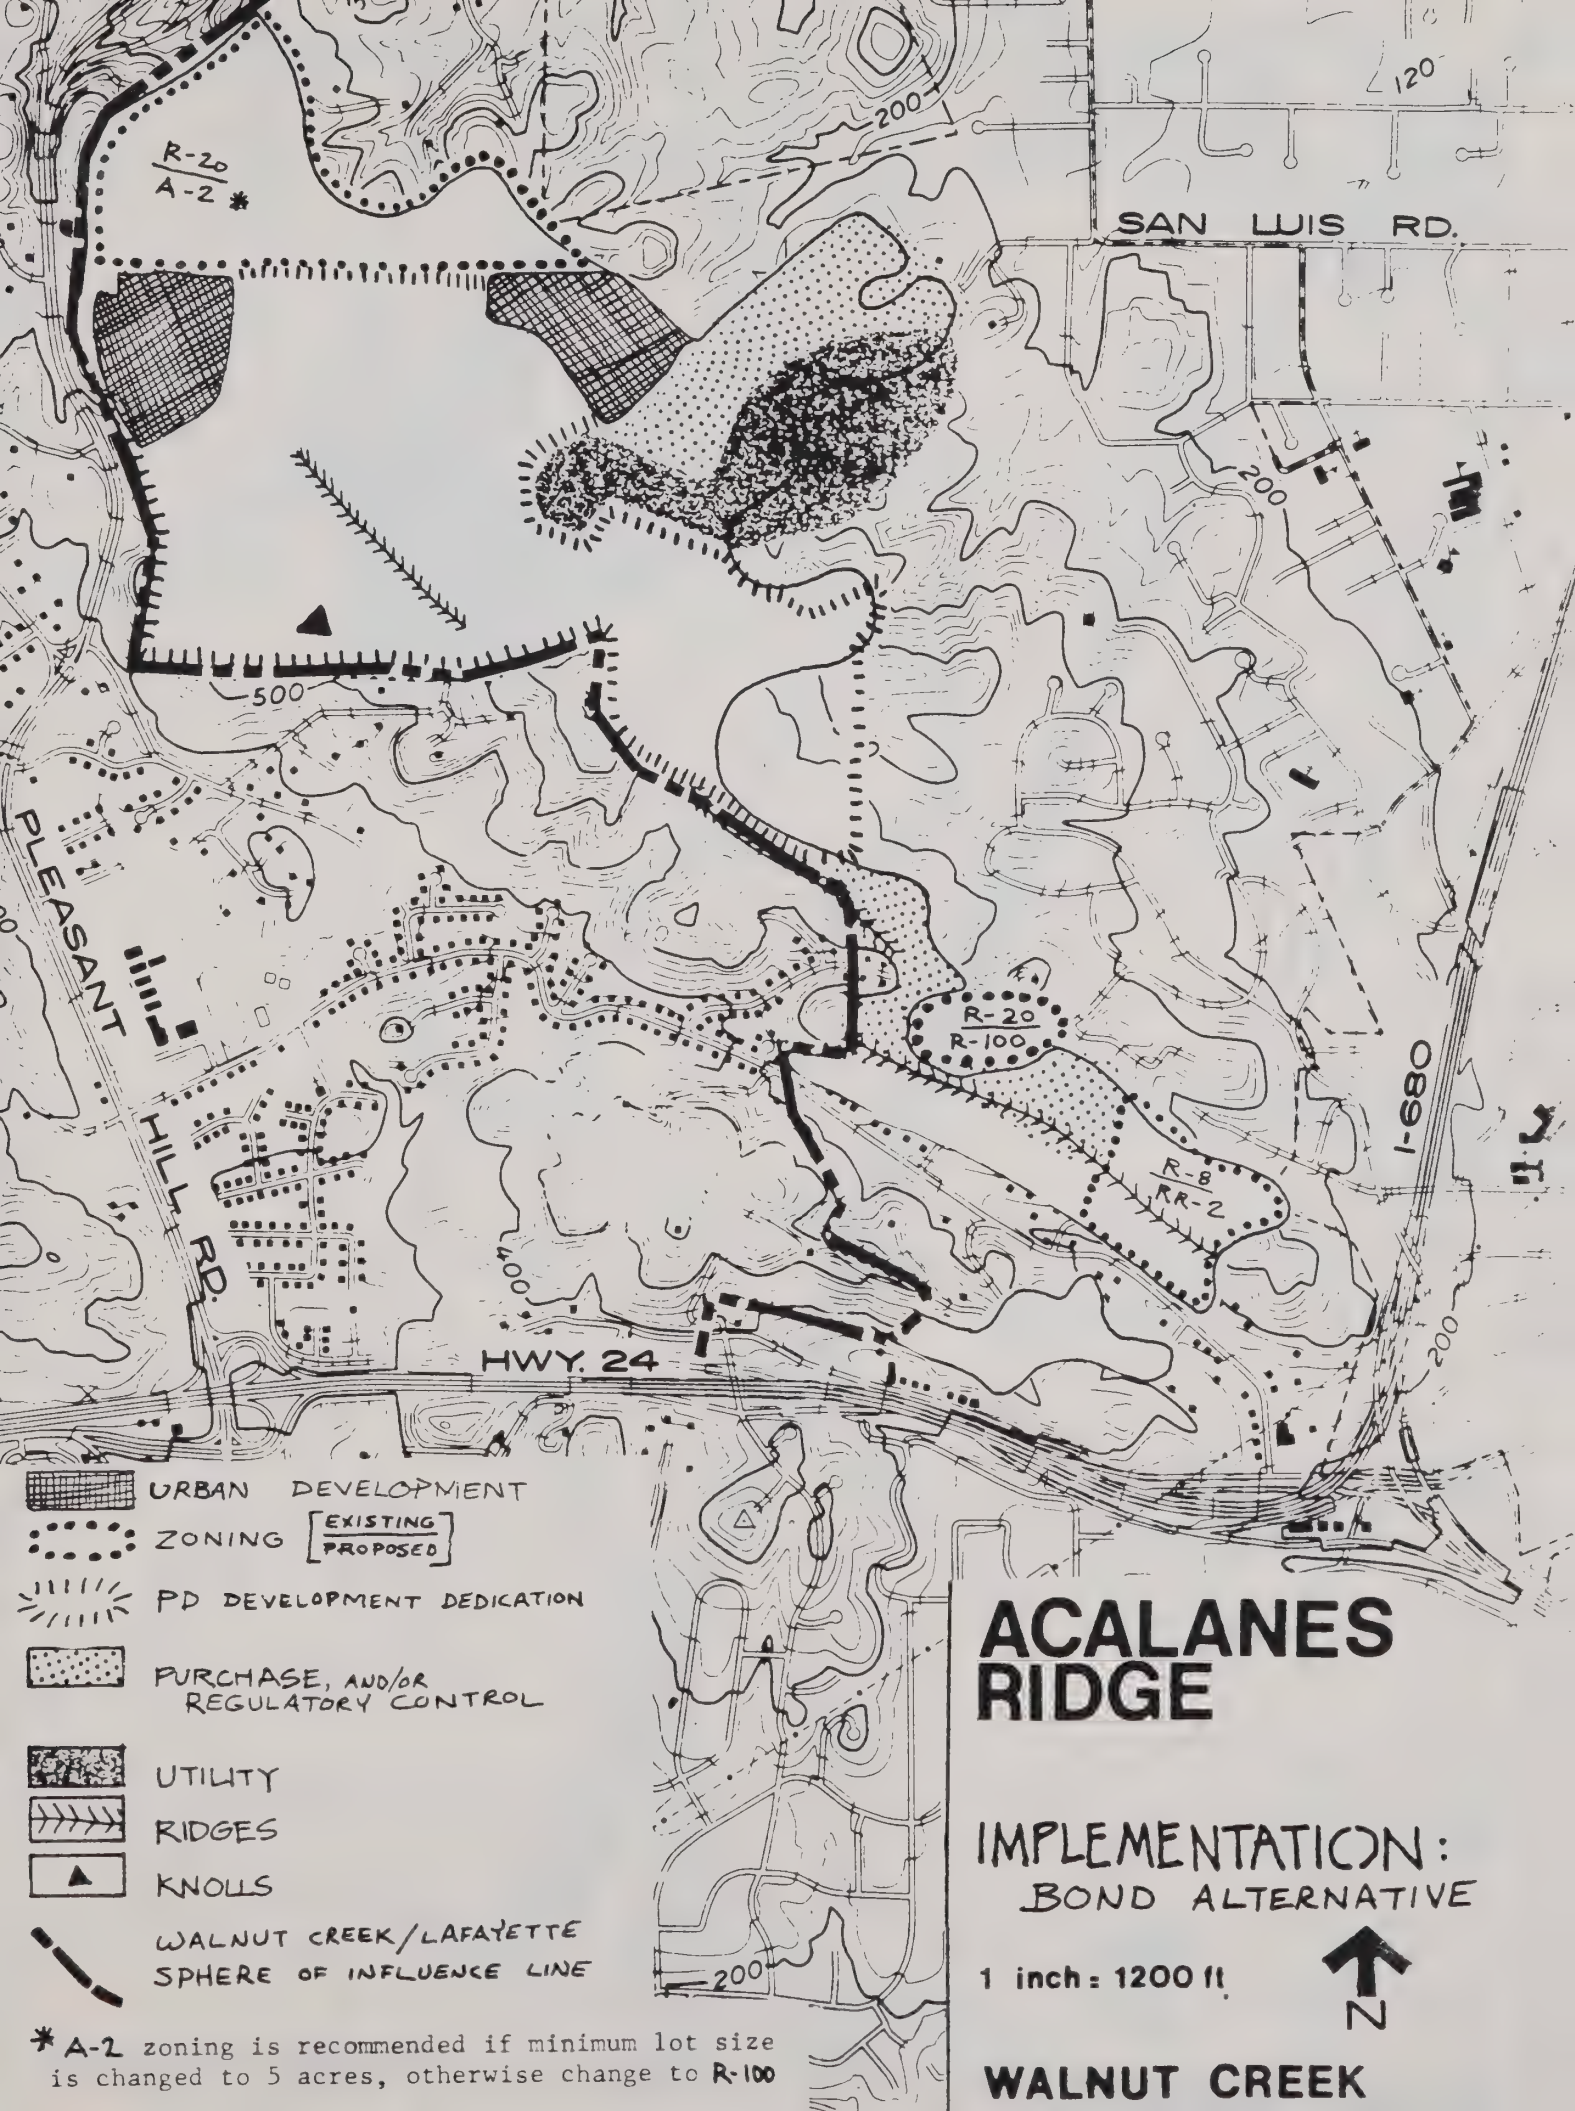 120
200
R-20
A-2 *
SAN LUIS RD.
200
500
PLEASANT HILL RD.
R-20
R-100
I-680
R-8
RR-2
400
HWY. 24
200
URBAN DEVELOPMENT
ZONING [EXISTING
PROPOSED]
PD DEVELOPMENT DEDICATION
PURCHASE, AND/OR
REGULATORY CONTROL
UTILITY
RIDGES
KNOLLS
WALNUT CREEK/LAFAYETTE
SPHERE OF INFLUENCE LINE
200
* A-2 zoning is recommended if minimum lot size
is changed to 5 acres, otherwise change to R-100
ACALANES
RIDGE
IMPLEMENTATION:
BOND ALTERNATIVE
1 inch = 1200 ft.
N
WALNUT CREEK